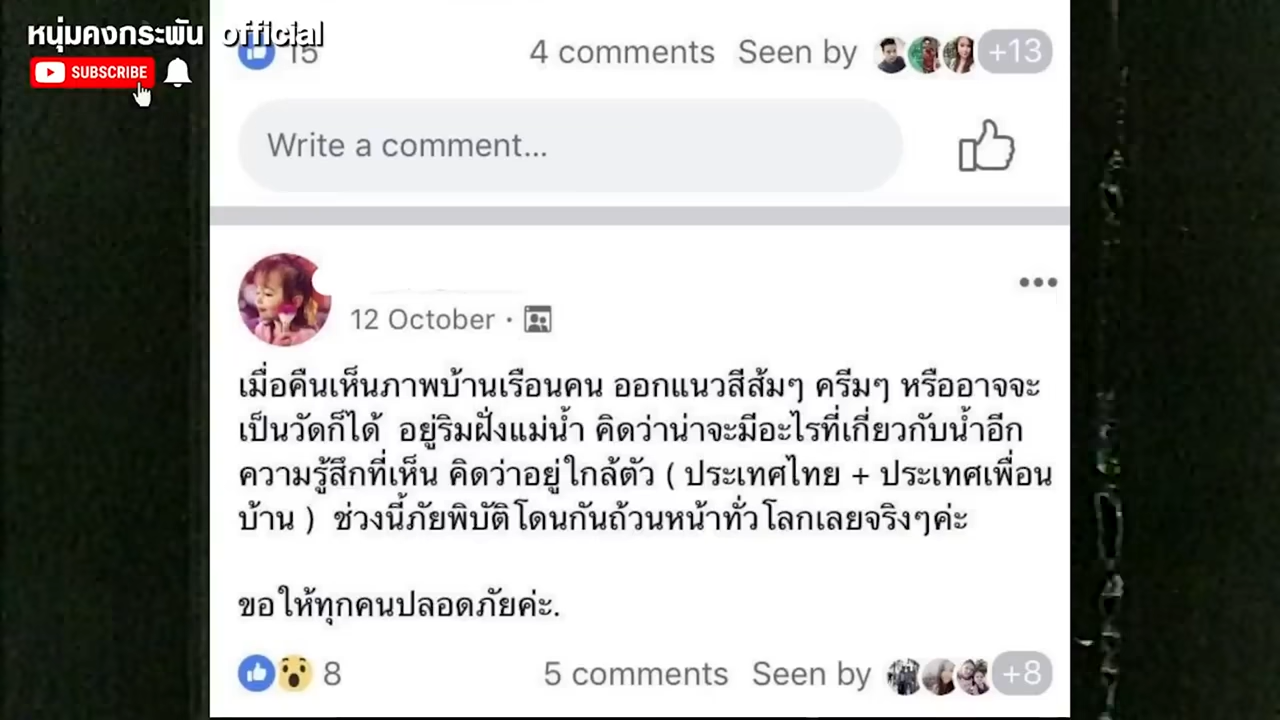 หนุ่มคงกระพัน official
SUBSCRIBE
15 4 comments Seen by +13
Write a comment...
12 October ·
เมื่อคืนเห็นภาพบ้านเรือนคน ออกแนวสีส้มๆ ครีมๆ หรืออาจจะ
เป็นวัดก็ได้ อยู่ริมฝั่งแม่น้ำ คิดว่าน่าจะมีอะไรที่เกี่ยวกับน้ำอีก
ความรู้สึกที่เห็น คิดว่าอยู่ใกล้ตัว ( ประเทศไทย + ประเทศเพื่อน
บ้าน ) ช่วงนี้ภัยพิบัติโดนกันถ้วนหน้าทั่วโลกเลยจริงๆค่ะ
ขอให้ทุกคนปลอดภัยค่ะ.
8 5 comments Seen by +8